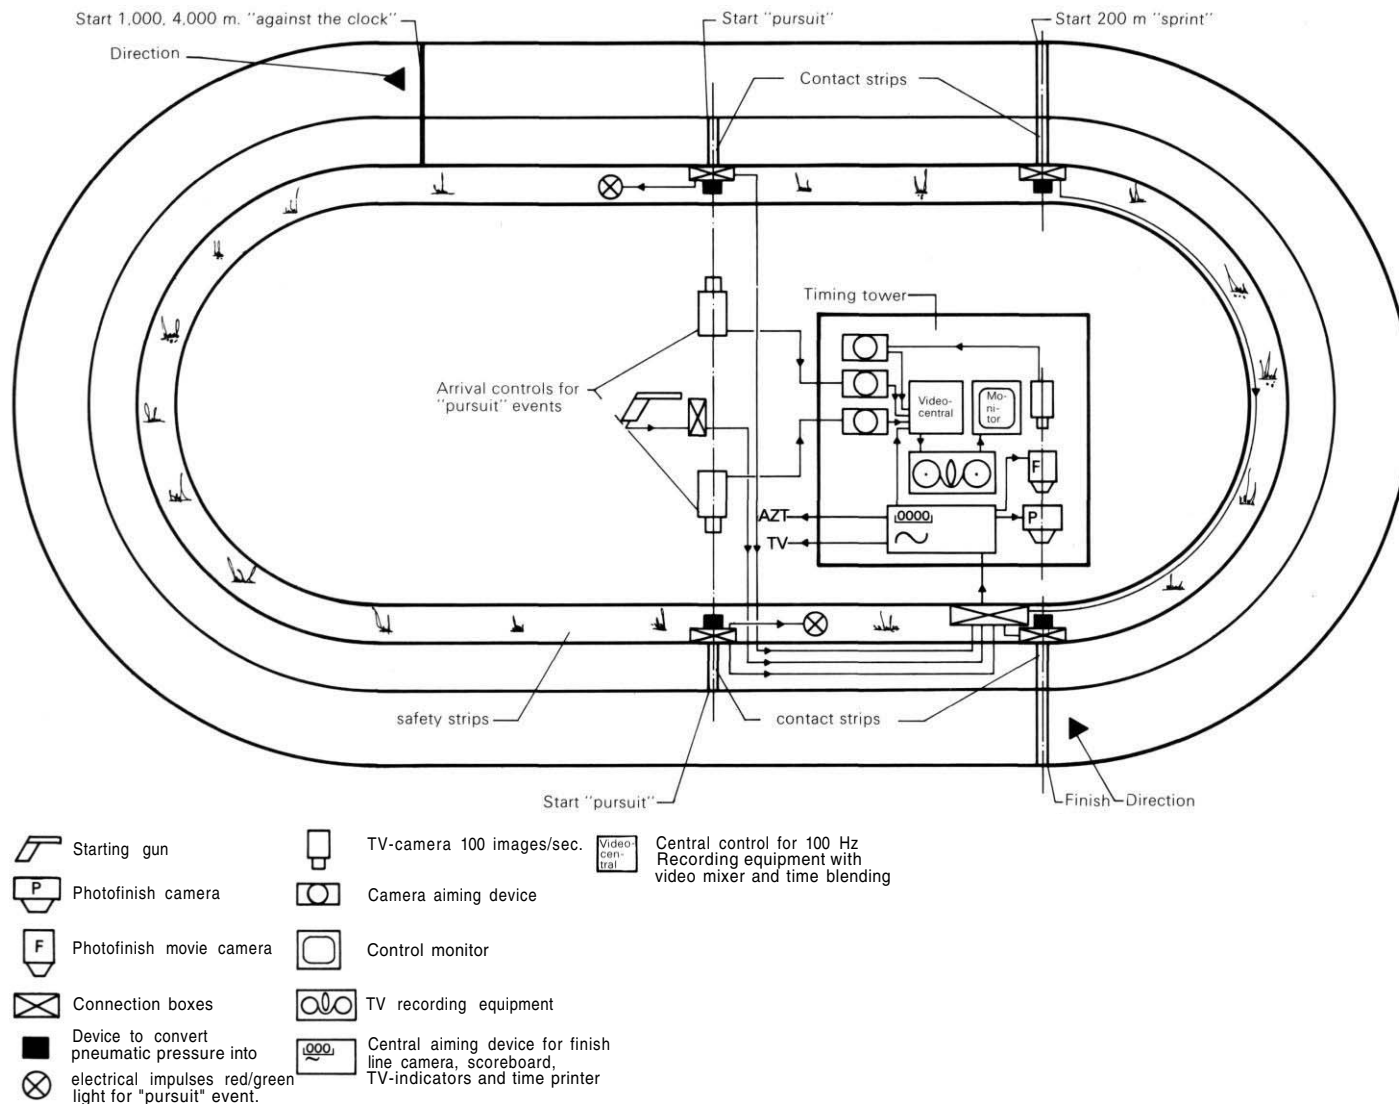 Start 1,000, 4,000 m. "against the clock"
Start "pursuit"
Start 200 m "sprint"
Direction
Contact strips
Timing tower
Arrival controls for
"pursuit" events
Video-
central
Mo-
ni-
tor
F
P
0000
AZT
TV
safety strips
contact strips
Start "pursuit"
Finish
Direction
Starting gun
P
Photofinish camera
F
Photofinish movie camera
Connection boxes
Device to convert
pneumatic pressure into
electrical impulses red/green
light for "pursuit" event.
TV-camera 100 images/sec.
Camera aiming device
Control monitor
TV recording equipment
000
Central aiming device for finish
line camera, scoreboard,
TV-indicators and time printer
Video-
cen-
tral
Central control for 100 Hz
Recording equipment with
video mixer and time blending